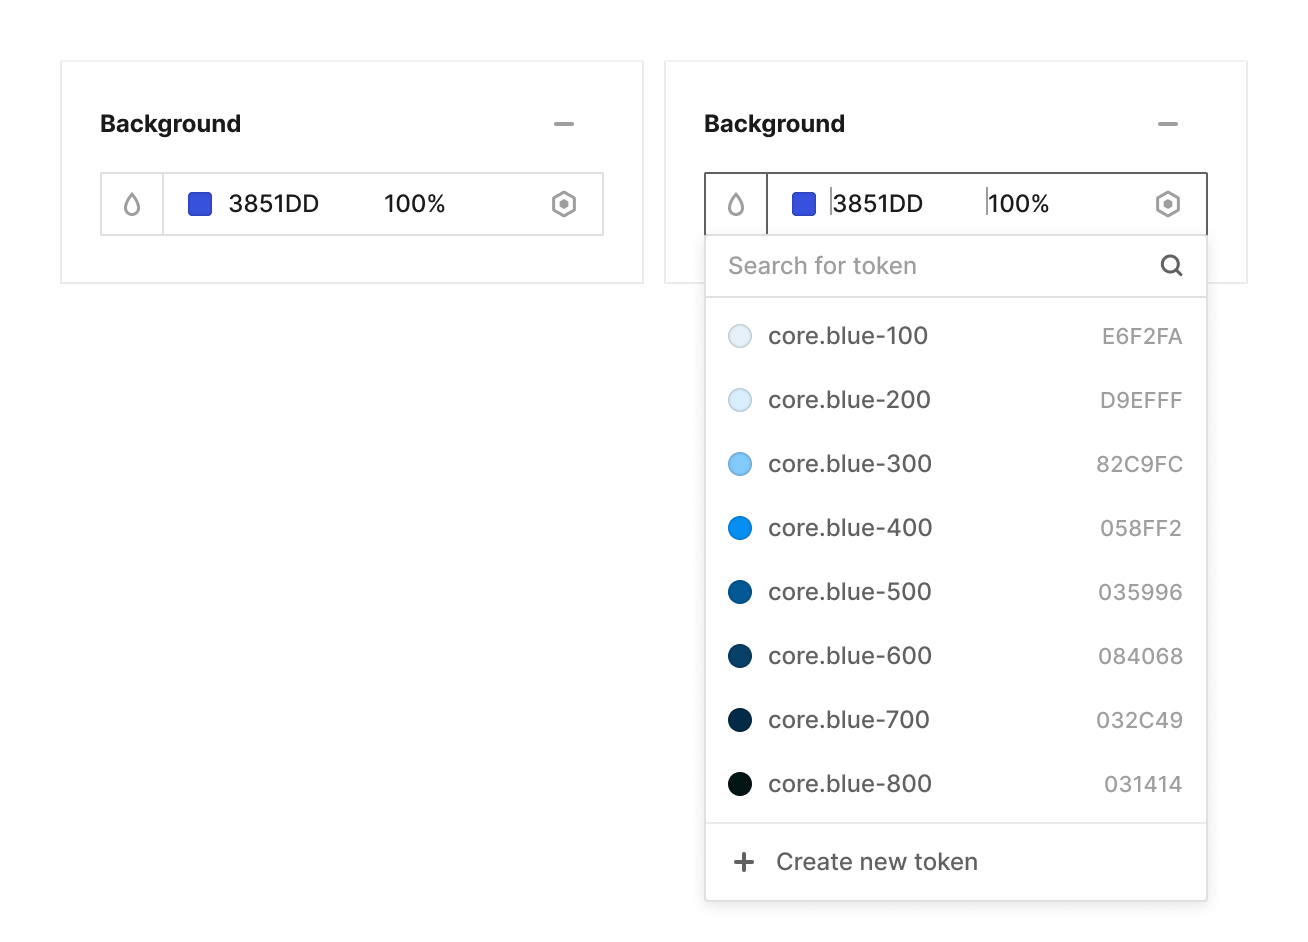 Background
3851DD 100%
Background
3851DD 100%
Search for token
core.blue-100 E6F2FA
core.blue-200 D9EFFF
core.blue-300 82C9FC
core.blue-400 058FF2
core.blue-500 035996
core.blue-600 084068
core.blue-700 032C49
core.blue-800 031414
Create new token